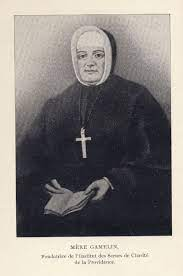 MÈRE GAMELIN,
Fondatrice de l'Institut des Sœurs de Charité
de la Providence.